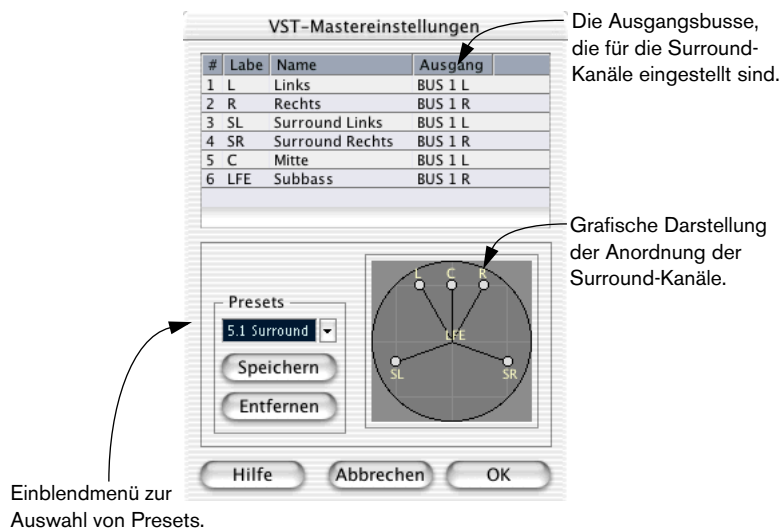 VST-Mastereinstellungen
Die Ausgangsbusse,
die für die Surround-
Kanäle eingestellt sind.
# Labe Name Ausgang
1 L Links BUS 1 L
2 R Rechts BUS 1 R
3 SL Surround Links BUS 1 L
4 SR Surround Rechts BUS 1 R
5 C Mitte BUS 1 L
6 LFE Subbass BUS 1 R
Grafische Darstellung
der Anordnung der
Surround-Kanäle.
L C R
LFE
SL SR
Presets
5.1 Surround
Speichern
Entfernen
Hilfe Abbrechen OK
Einblendmenü zur
Auswahl von Presets.